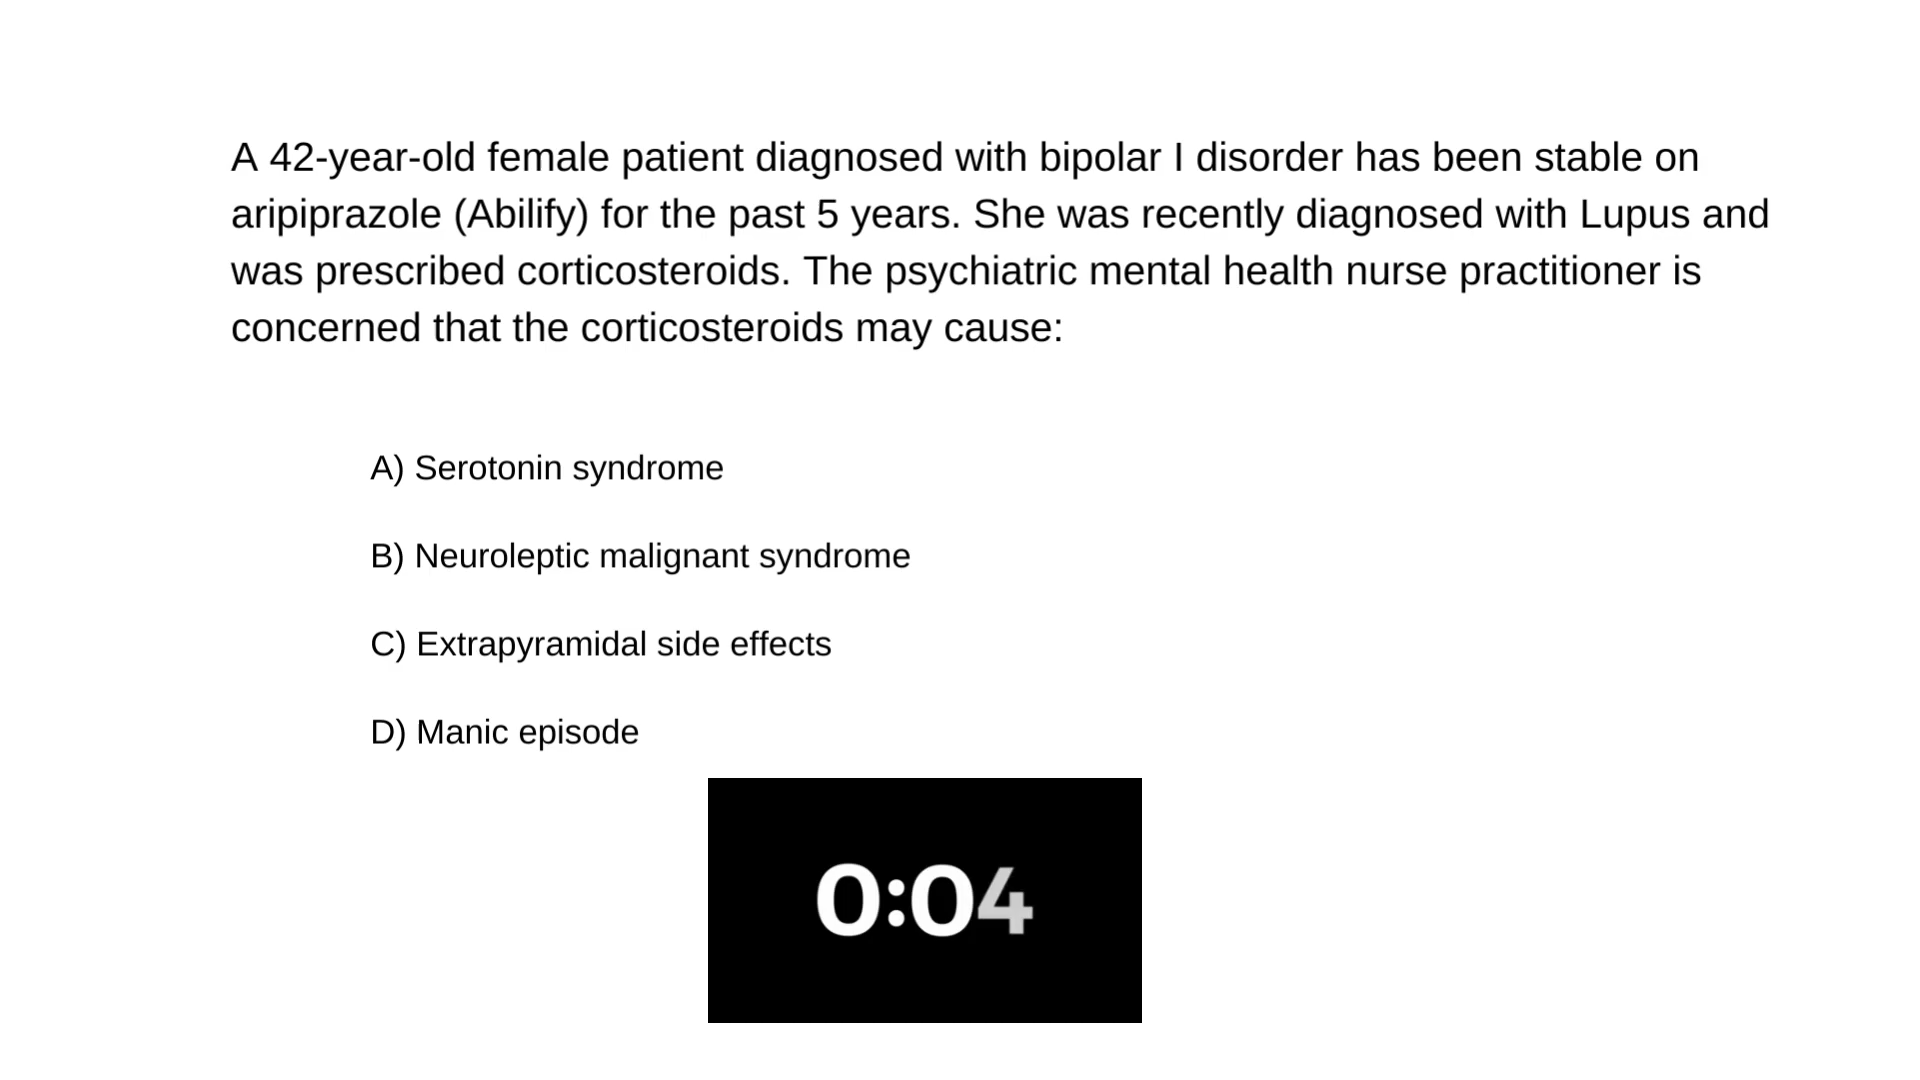 A 42-year-old female patient diagnosed with bipolar I disorder has been stable on
aripiprazole (Abilify) for the past 5 years. She was recently diagnosed with Lupus and
was prescribed corticosteroids. The psychiatric mental health nurse practitioner is
concerned that the corticosteroids may cause:
A) Serotonin syndrome
B) Neuroleptic malignant syndrome
C) Extrapyramidal side effects
D) Manic episode
0:04